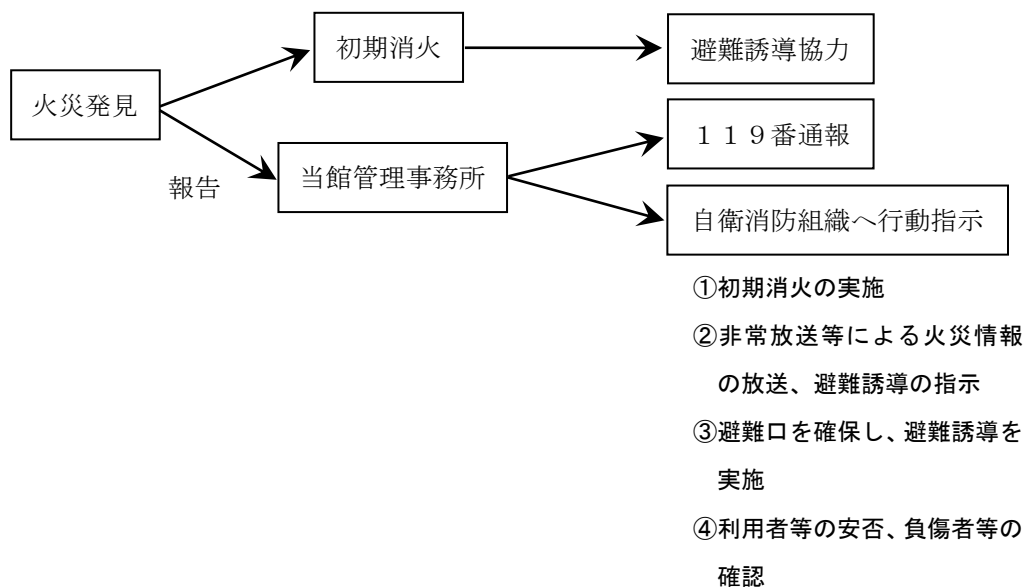 初期消火
避難誘導協力
火災発見
１１９番通報
報告
当館管理事務所
自衛消防組織へ行動指示
①初期消火の実施
②非常放送等による火災情報
の放送、避難誘導の指示
③避難口を確保し、避難誘導を
実施
④利用者等の安否、負傷者等の
確認